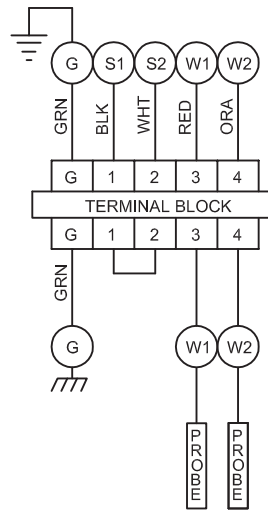 G S1 S2 W1 W2
GRN BLK WHT RED ORA
G 1 2 3 4
TERMINAL BLOCK
G 1 2 3 4
GRN
G W1 W2
PROBE PROBE